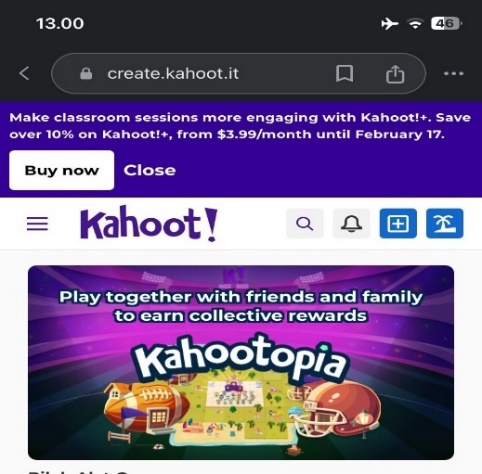 13.00
46
create.kahoot.it
Make classroom sessions more engaging with Kahoot!+. Save
over 10% on Kahoot!+, from $3.99/month until February 17.
Buy now Close
Kahoot!
Play together with friends and family
to earn collective rewards
Kahootopia